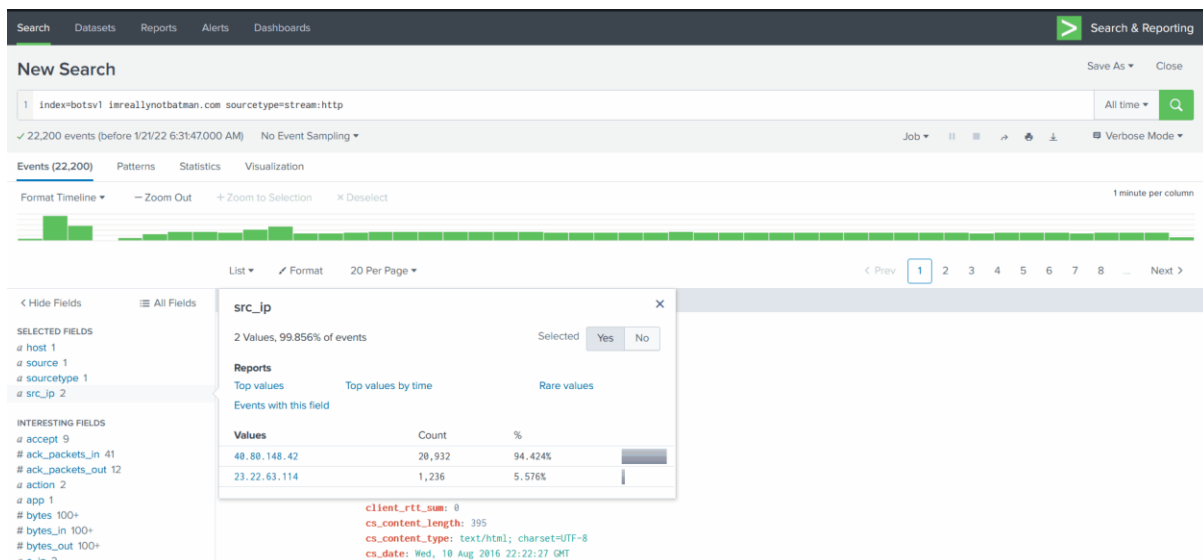 Search Datasets Reports Alerts Dashboards Search & Reporting
New Search Save As Close
1 index=botsv1 imreallynotbatman.com sourcetype=stream:http All time
22,200 events (before 1/21/22 6:31:47.000 AM) No Event Sampling Job Verbose Mode
Events (22,200) Patterns Statistics Visualization
Format Timeline — Zoom Out + Zoom to Selection × Deselect 1 minute per column
List Format 20 Per Page < Prev 1 2 3 4 5 6 7 8 ... Next >
< Hide Fields All Fields
SELECTED FIELDS
a host 1
a source 1
a sourcetype 1
a src_ip 2
INTERESTING FIELDS
a accept 9
# ack_packets_in 41
# ack_packets_out 12
a action 2
a app 1
# bytes 100+
# bytes_in 100+
# bytes_out 100+
src_ip
2 Values, 99.856% of events Selected Yes No
Reports
Top values Top values by time Rare values
Events with this field
Values Count %
40.80.148.42 20,932 94.424%
23.22.63.114 1,236 5.576%
client_rtt_sum: 0
cs_content_length: 395
cs_content_type: text/html; charset=UTF-8
cs_date: Wed, 10 Aug 2016 22:22:27 GMT